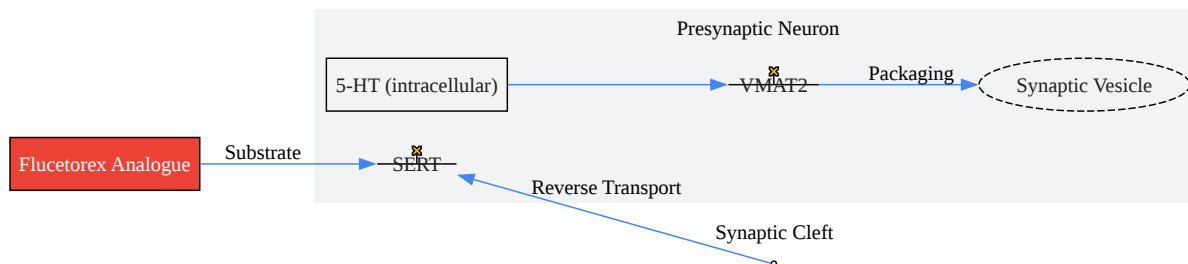 Presynaptic Neuron
5-HT (intracellular)
VMAT2
Packaging
Synaptic Vesicle
Flucetorex Analogue
Substrate
SERT
Reverse Transport
Synaptic Cleft